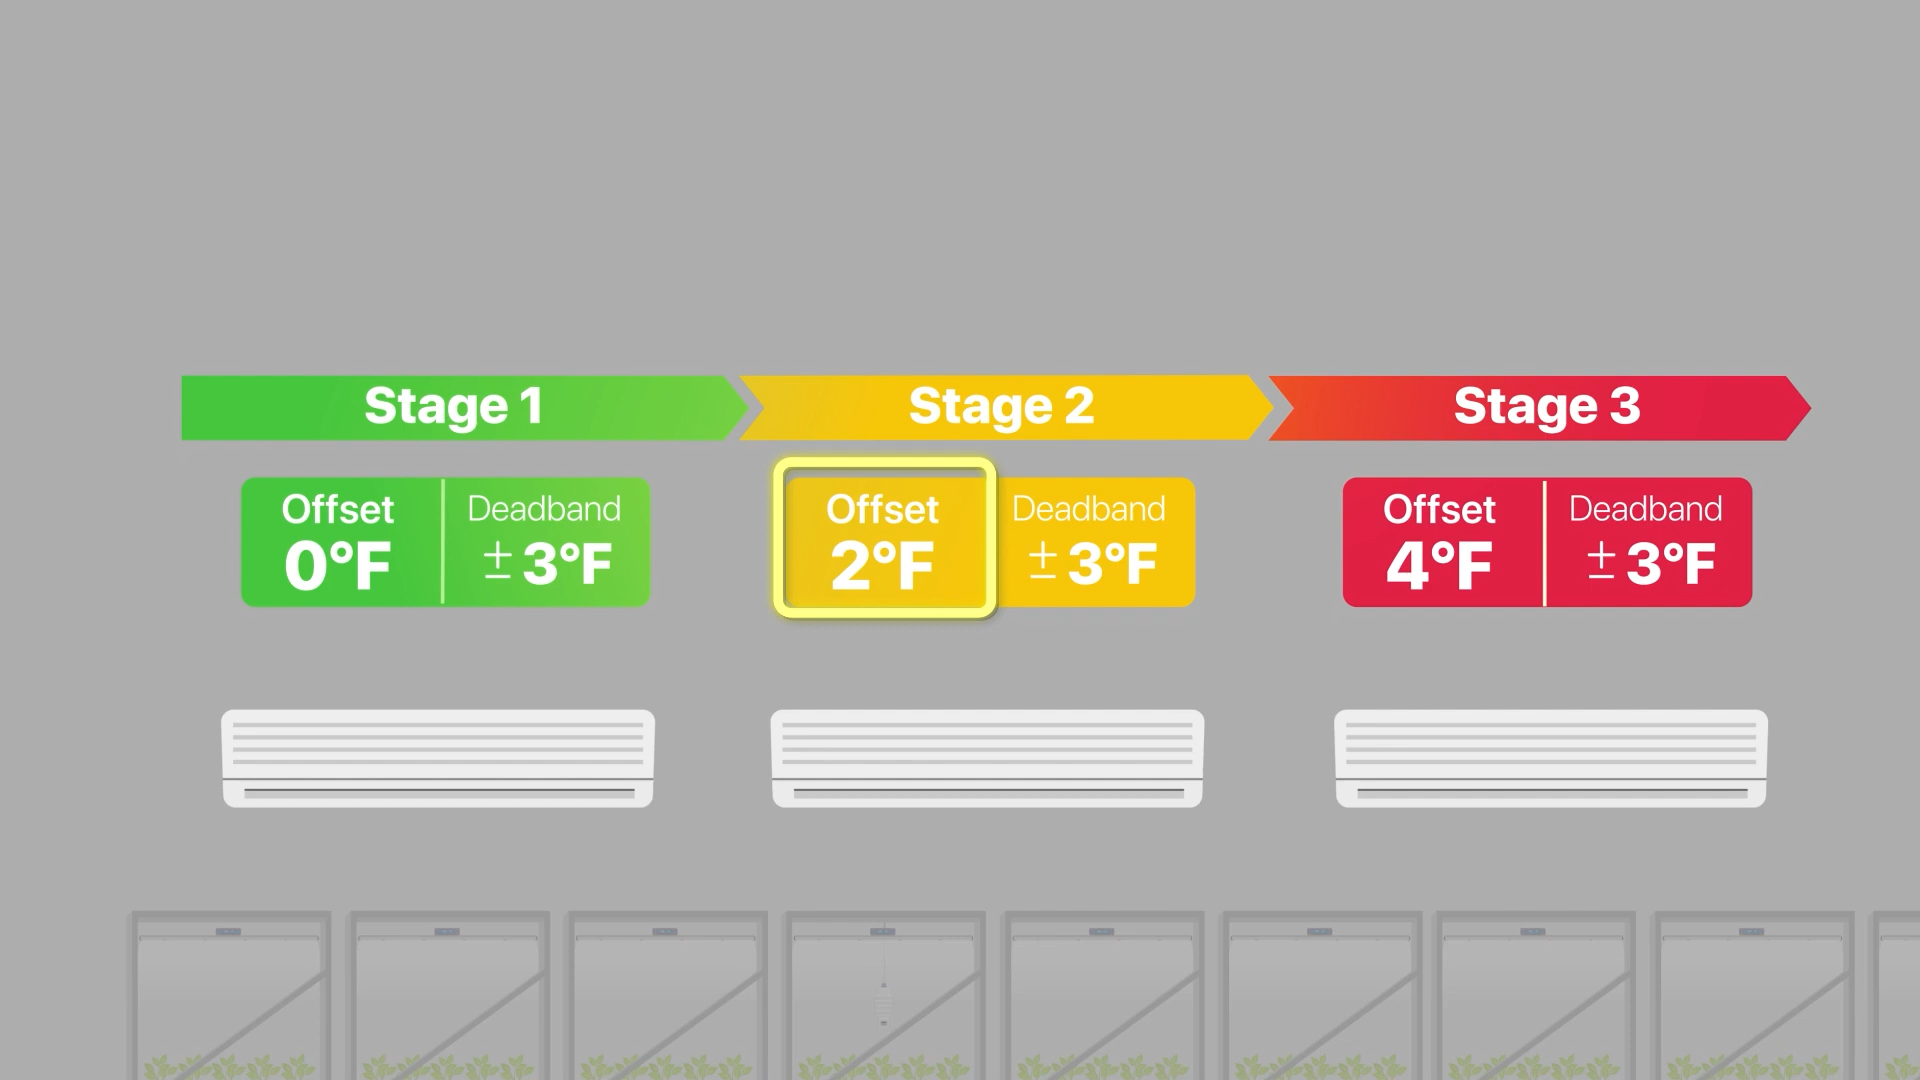 Stage 1
Stage 2
Stage 3
Offset
0°F
Deadband
± 3°F
Offset
2°F
Deadband
± 3°F
Offset
4°F
Deadband
± 3°F